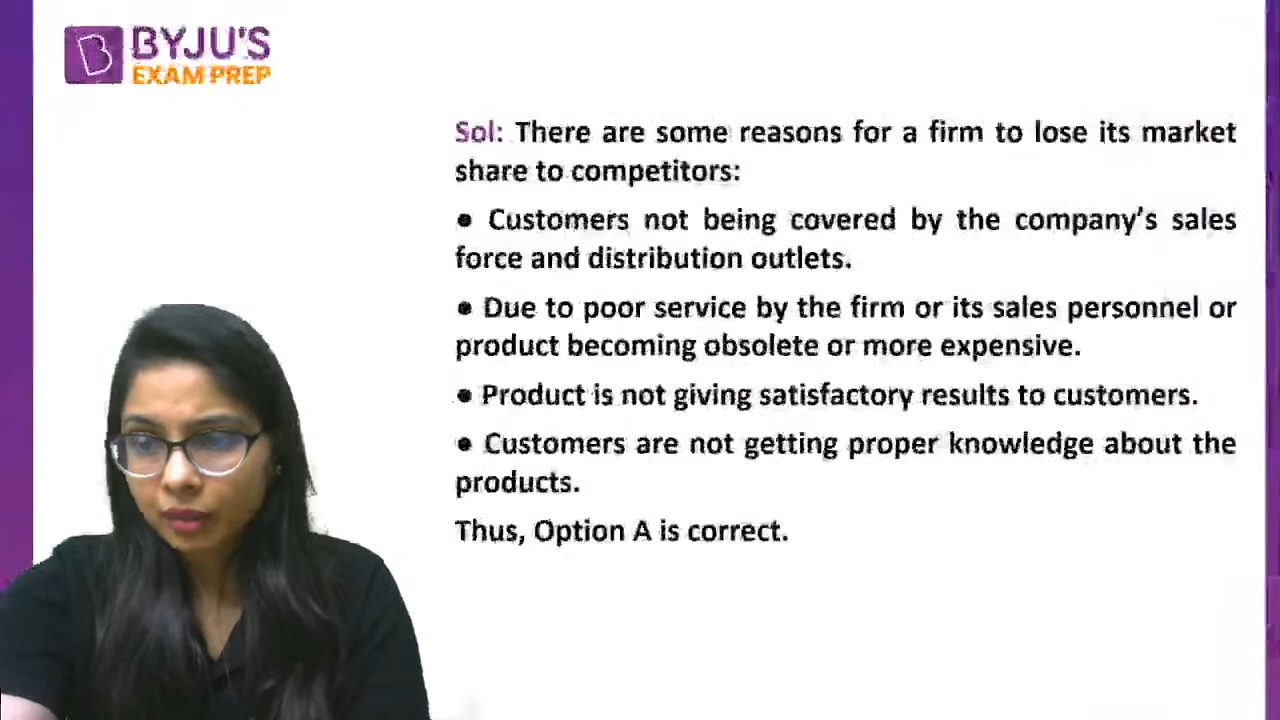 BYJU'S
EXAM PREP
Sol: There are some reasons for a firm to lose its market
share to competitors:
● Customers not being covered by the company's sales
force and distribution outlets.
● Due to poor service by the firm or its sales personnel or
product becoming obsolete or more expensive.
● Product is not giving satisfactory results to customers.
● Customers are not getting proper knowledge about the
products.
Thus, Option A is correct.